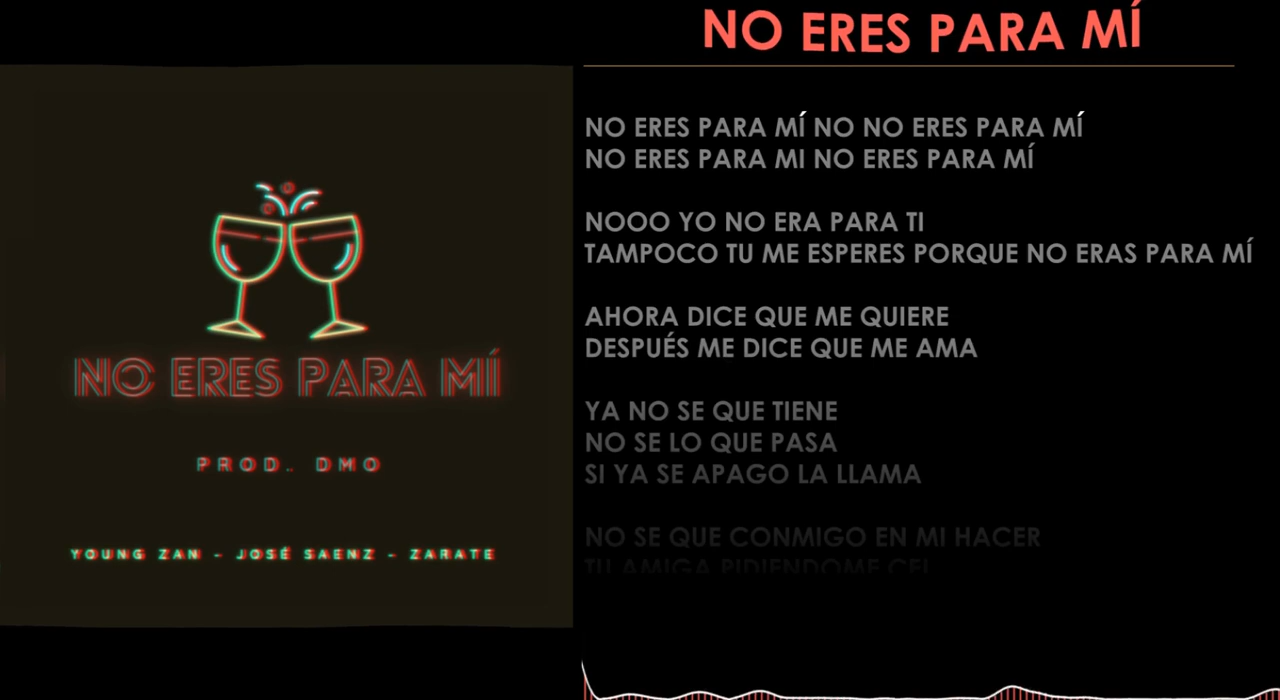 NO ERES PARA MÍ
PROD. DMO
YOUNG ZAN - JOSÉ SAENZ - ZARATE
NO ERES PARA MÍ
NO ERES PARA MÍ NO NO ERES PARA MÍ
NO ERES PARA MI NO ERES PARA MÍ
NOOO YO NO ERA PARA TI
TAMPOCO TU ME ESPERES PORQUE NO ERAS PARA MÍ
AHORA DICE QUE ME QUIERE
DESPUÉS ME DICE QUE ME AMA
YA NO SE QUE TIENE
NO SE LO QUE PASA
SI YA SE APAGO LA LLAMA
NO SE QUE CONMIGO EN MI HACER
TU AMIGA PIDIENDOME